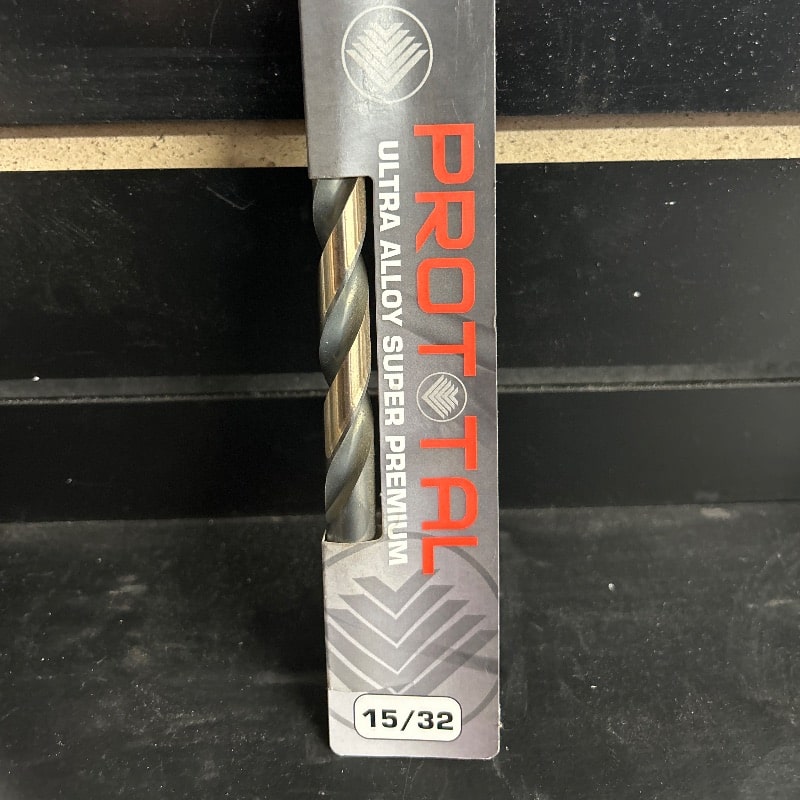 PROTOTAL
ULTRA ALLOY SUPER PREMIUM
15/32